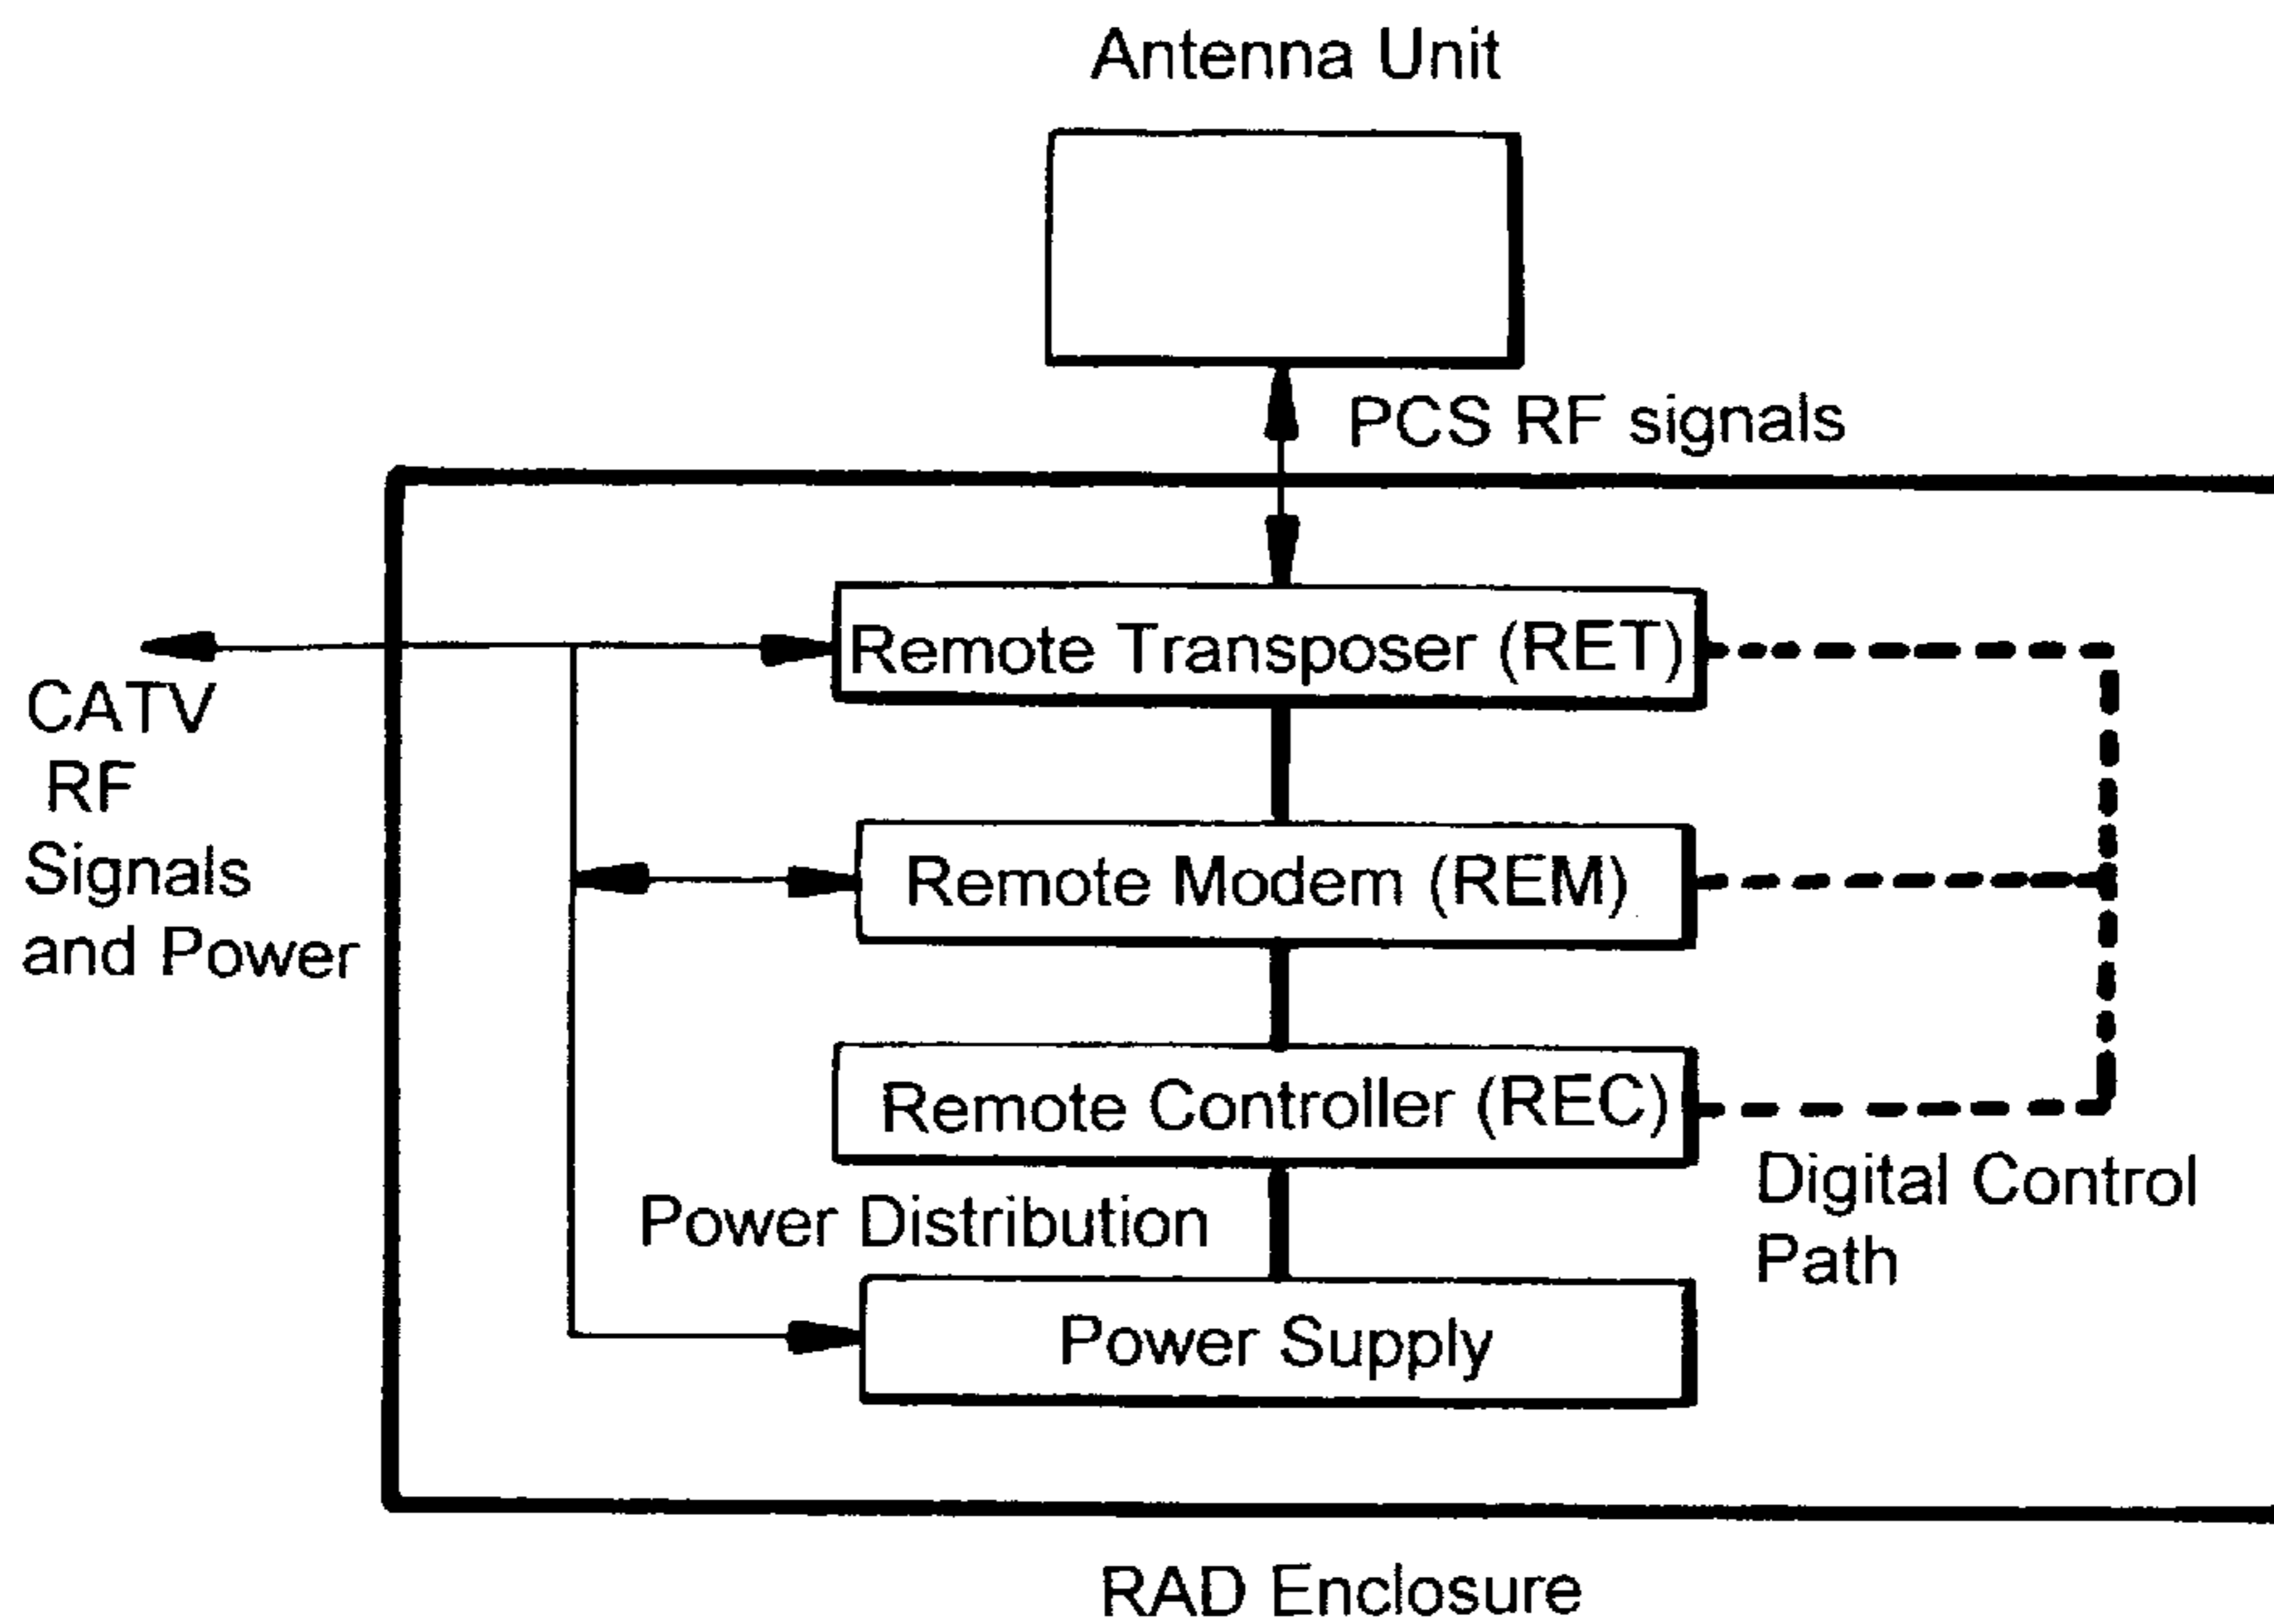 Antenna Unit
PCS RF signals
Remote Transposer (RET)
CATV
RF
Signals
and Power
Remote Modem (REM)
Remote Controller (REC)
Power Distribution
Digital Control
Path
Power Supply
RAD Enclosure